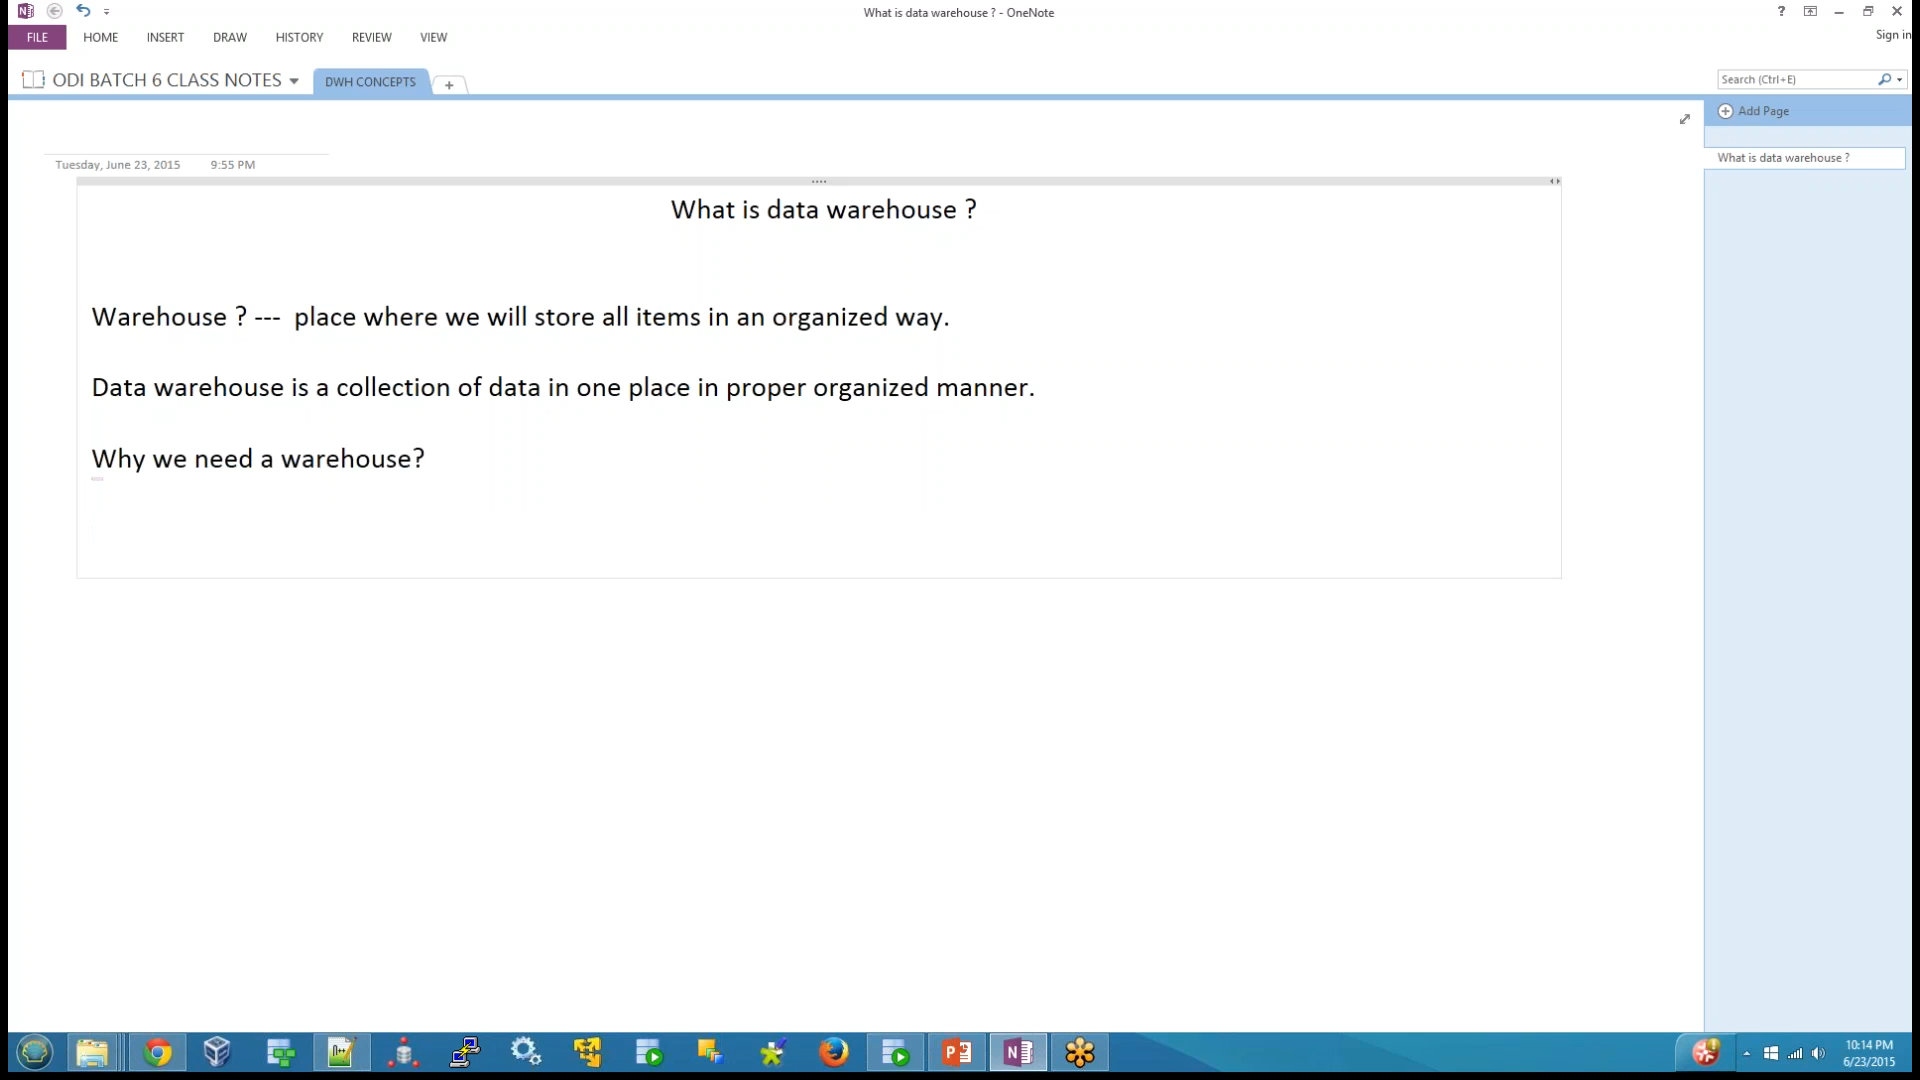 What is data warehouse ? - OneNote
?
FILE HOME INSERT DRAW HISTORY REVIEW VIEW
Sign in
ODI BATCH 6 CLASS NOTES DWH CONCEPTS +
Search (Ctrl+E)
Add Page
What is data warehouse ?
Tuesday, June 23, 2015 9:55 PM
What is data warehouse ?
Warehouse ? --- place where we will store all items in an organized way.
Data warehouse is a collection of data in one place in proper organized manner.
Why we need a warehouse?
10:14 PM
6/23/2015